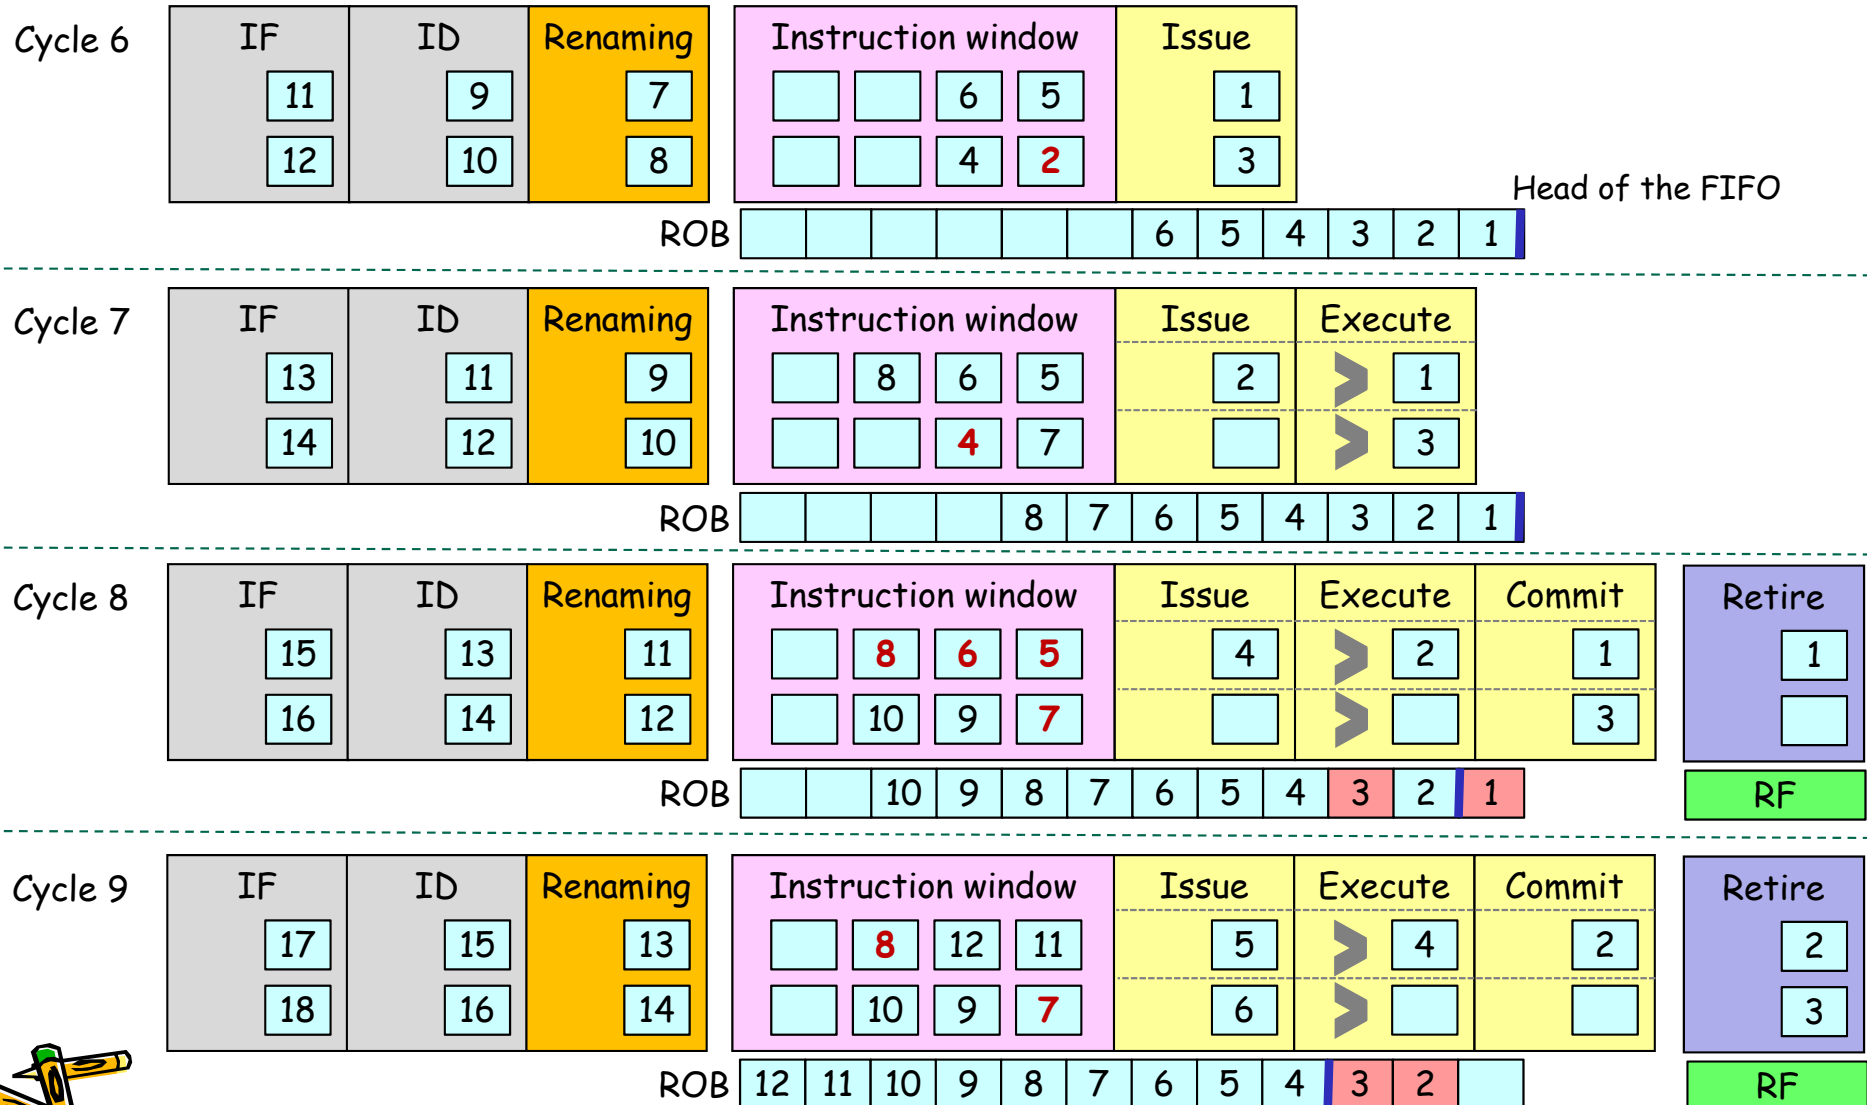 Cycle 6 IF ID Renaming Instruction window Issue
11 9 7 6 5 1
12 10 8 4 2 3
Head of the FIFO
ROB 6 5 4 3 2 1
Cycle 7 IF ID Renaming Instruction window Issue Execute
13 11 9 8 6 5 2 1
14 12 10 4 7 3
ROB 8 7 6 5 4 3 2 1
Cycle 8 IF ID Renaming Instruction window Issue Execute Commit Retire
15 13 11 8 6 5 4 2 1 1
16 14 12 10 9 7 3
ROB 10 9 8 7 6 5 4 3 2 1 RF
Cycle 9 IF ID Renaming Instruction window Issue Execute Commit Retire
17 15 13 8 12 11 5 4 2 2
18 16 14 10 9 7 6 3
ROB 12 11 10 9 8 7 6 5 4 3 2 RF